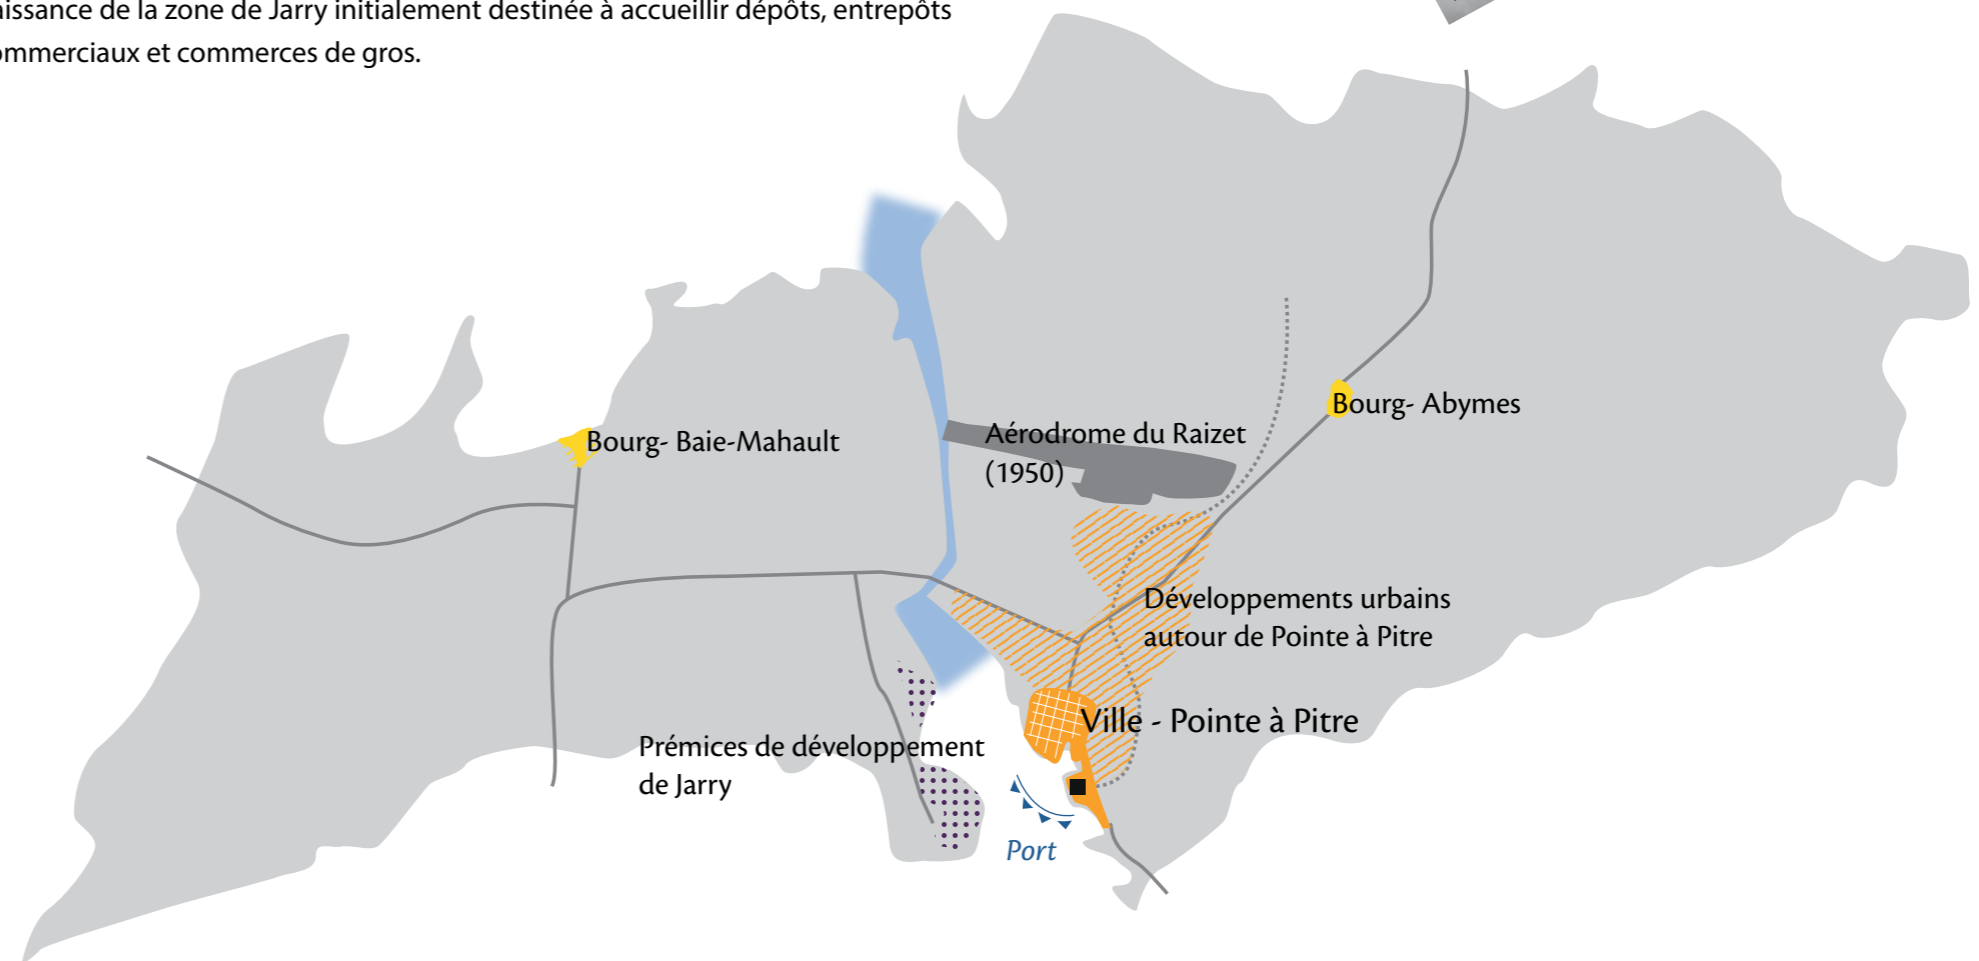 aissance de la zone de Jarry initialement destinée à accueillir dépôts, entrepôts
ommerciaux et commerces de gros.
Bourg- Abymes
Aérodrome du Raizet
(1950)
Bourg- Baie-Mahault
Développements urbains
autour de Pointe à Pitre
Ville - Pointe à Pitre
Prémices de développement
de Jarry
Port